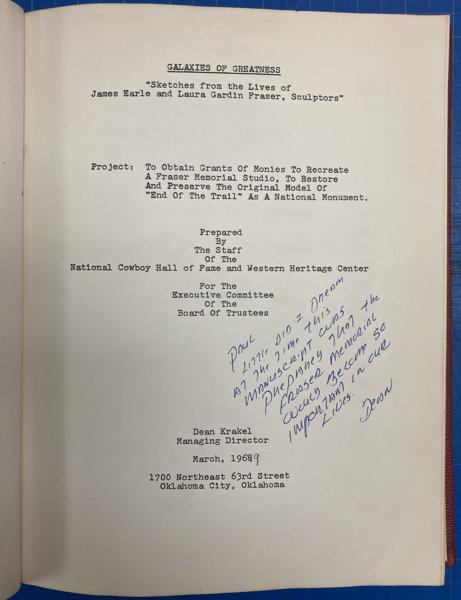 GALAXIES OF GREATNESS
"Sketches from the Lives of
James Earle and Laura Gardin Fraser, Sculptors"
Project: To Obtain Grants Of Monies To Recreate
A Fraser Memorial Studio, To Restore
And Preserve The Original Model Of
"End Of The Trail" As A National Monument.
Prepared
By
The Staff
Of The
National Cowboy Hall of Fame and Western Heritage Center
For The
Executive Committee
Of The
Board Of Trustees
Paul
Little did I dream
at the time this
manuscript was
that the
Fraser Memorial
would become so
important in our
lives.
Dean
Dean Krakel
Managing Director
March, 19689
1700 Northeast 63rd Street
Oklahoma City, Oklahoma